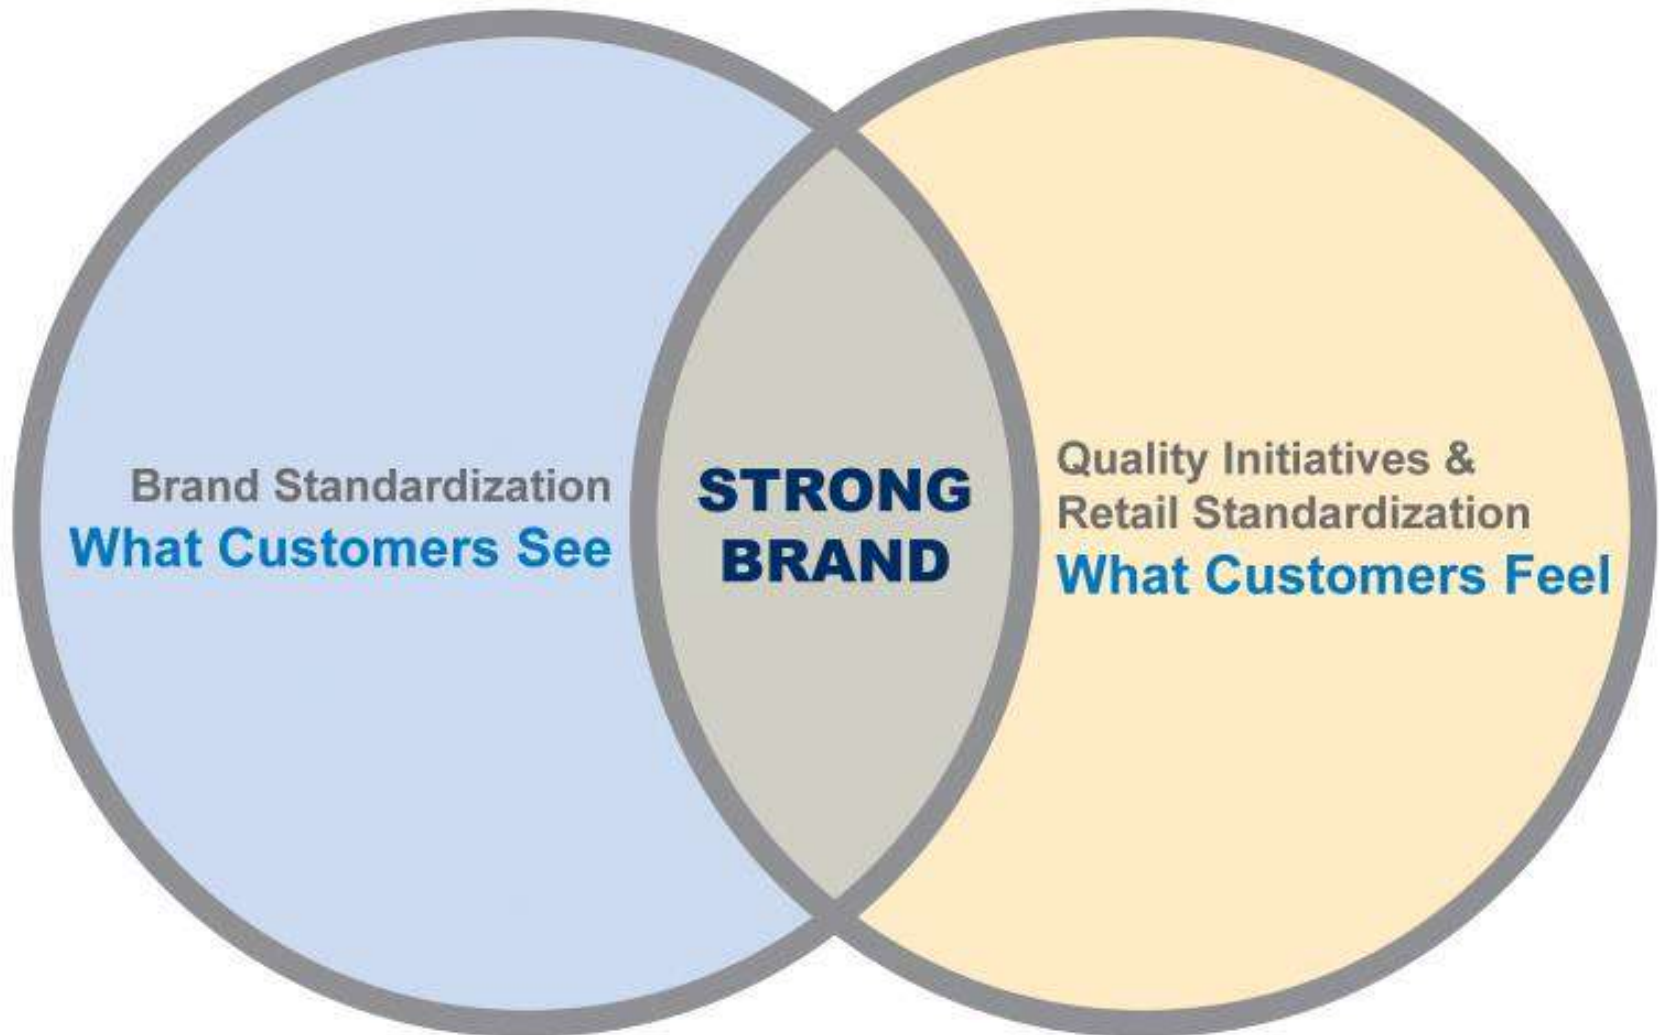 Brand Standardization
What Customers See
STRONG
BRAND
Quality Initiatives &
Retail Standardization
What Customers Feel